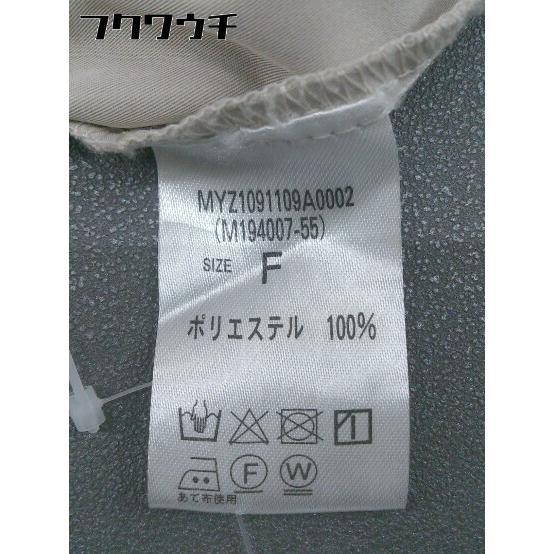 フクワウチ
MYZ1091109A0002
(M194007-55)
SIZE F
ポリエステル 100%
F W
あて布使用